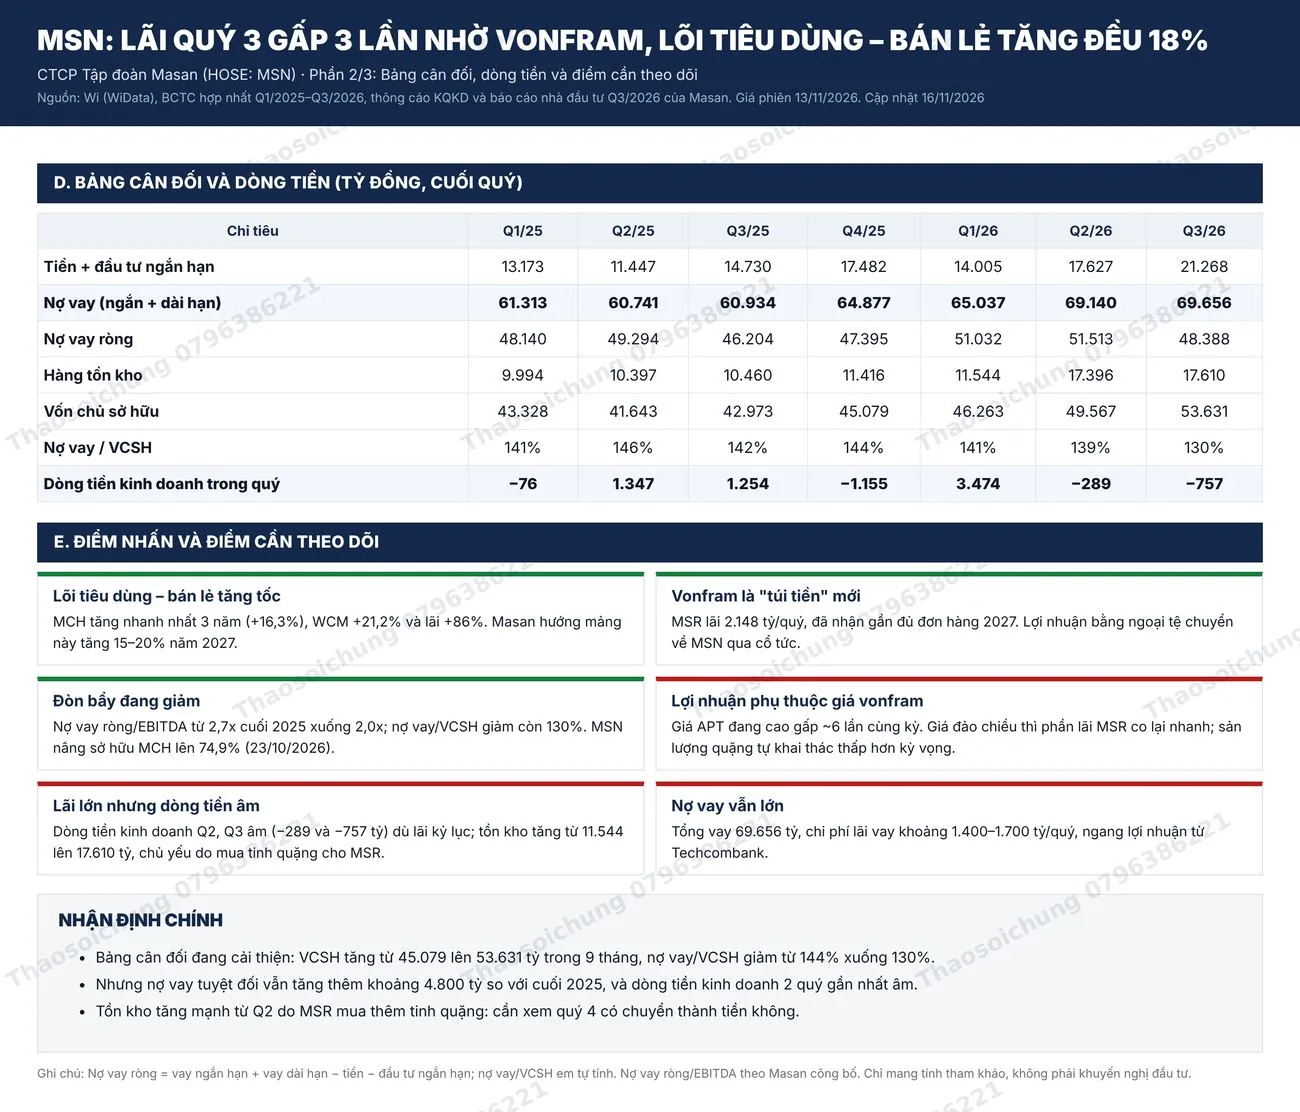 MSN: LÃI QUÝ 3 GẤP 3 LẦN NHỜ VONFRAM, LÕI TIÊU DÙNG – BÁN LẺ TĂNG ĐỀU 18%
CTCP Tập đoàn Masan (HOSE: MSN) · Phần 2/3: Bảng cân đối, dòng tiền và điểm cần theo dõi
Nguồn: Wi (WiData), BCTC hợp nhất Q1/2025–Q3/2026, thông cáo KQKD và báo cáo nhà đầu tư Q3/2026 của Masan. Giá phiên 13/11/2026. Cập nhật 16/11/2026
D. BẢNG CÂN ĐỐI VÀ DÒNG TIỀN (TỶ ĐỒNG, CUỐI QUÝ)
Chỉ tiêu Q1/25 Q2/25 Q3/25 Q4/25 Q1/26 Q2/26 Q3/26
Tiền + đầu tư ngắn hạn 13.173 11.447 14.730 17.482 14.005 17.627 21.268
Nợ vay (ngắn + dài hạn) 61.313 60.741 60.934 64.877 65.037 69.140 69.656
Nợ vay ròng 48.140 49.294 46.204 47.395 51.032 51.513 48.388
Hàng tồn kho 9.994 10.397 10.460 11.416 11.544 17.396 17.610
Vốn chủ sở hữu 43.328 41.643 42.973 45.079 46.263 49.567 53.631
Nợ vay / VCSH 141% 146% 142% 144% 141% 139% 130%
Dòng tiền kinh doanh trong quý −76 1.347 1.254 −1.155 3.474 −289 −757
E. ĐIỂM NHẤN VÀ ĐIỂM CẦN THEO DÕI
Lõi tiêu dùng – bán lẻ tăng tốc
MCH tăng nhanh nhất 3 năm (+16,3%), WCM +21,2% và lãi +86%. Masan hướng mảng
này tăng 15–20% năm 2027.
Vonfram là "túi tiền" mới
MSR lãi 2.148 tỷ/quý, đã nhận gần đủ đơn hàng 2027. Lợi nhuận bằng ngoại tệ chuyển
về MSN qua cổ tức.
Đòn bẩy đang giảm
Nợ vay ròng/EBITDA từ 2,7x cuối 2025 xuống 2,0x; nợ vay/VCSH giảm còn 130%. MSN
nâng sở hữu MCH lên 74,9% (23/10/2026).
Lợi nhuận phụ thuộc giá vonfram
Giá APT đang cao gấp ~6 lần cùng kỳ. Giá đảo chiều thì phần lãi MSR co lại nhanh; sản
lượng quặng tự khai thác thấp hơn kỳ vọng.
Lãi lớn nhưng dòng tiền âm
Dòng tiền kinh doanh Q2, Q3 âm (−289 và −757 tỷ) dù lãi kỷ lục; tồn kho tăng từ 11.544
lên 17.610 tỷ, chủ yếu do mua tinh quặng cho MSR.
Nợ vay vẫn lớn
Tổng vay 69.656 tỷ, chi phí lãi vay khoảng 1.400–1.700 tỷ/quý, ngang lợi nhuận từ
Techcombank.
NHẬN ĐỊNH CHÍNH
• Bảng cân đối đang cải thiện: VCSH tăng từ 45.079 lên 53.631 tỷ trong 9 tháng, nợ vay/VCSH giảm từ 144% xuống 130%.
• Nhưng nợ vay tuyệt đối vẫn tăng thêm khoảng 4.800 tỷ so với cuối 2025, và dòng tiền kinh doanh 2 quý gần nhất âm.
• Tồn kho tăng mạnh từ Q2 do MSR mua thêm tinh quặng: cần xem quý 4 có chuyển thành tiền không.
Ghi chú: Nợ vay ròng = vay ngắn hạn + vay dài hạn − tiền − đầu tư ngắn hạn; nợ vay/VCSH em tự tính. Nợ vay ròng/EBITDA theo Masan công bố. Chỉ mang tính tham khảo, không phải khuyến nghị đầu tư.
Thaosoichung 0796386221